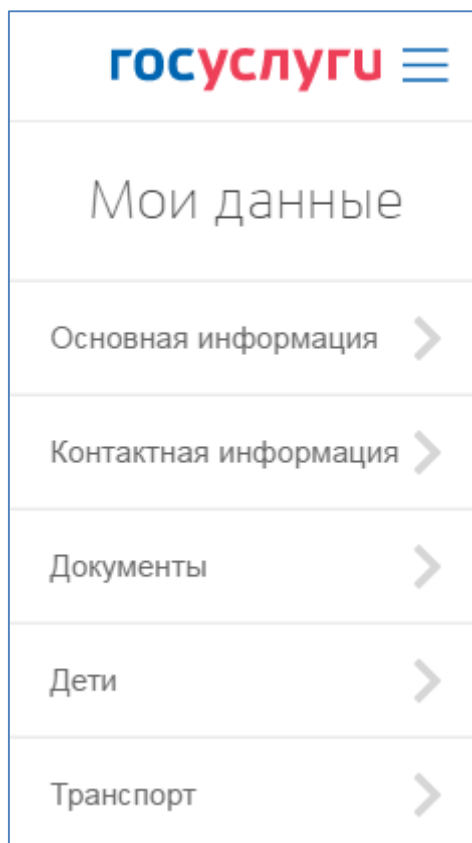 госуслуги
Мои данные
Основная информация
Контактная информация
Документы
Дети
Транспорт